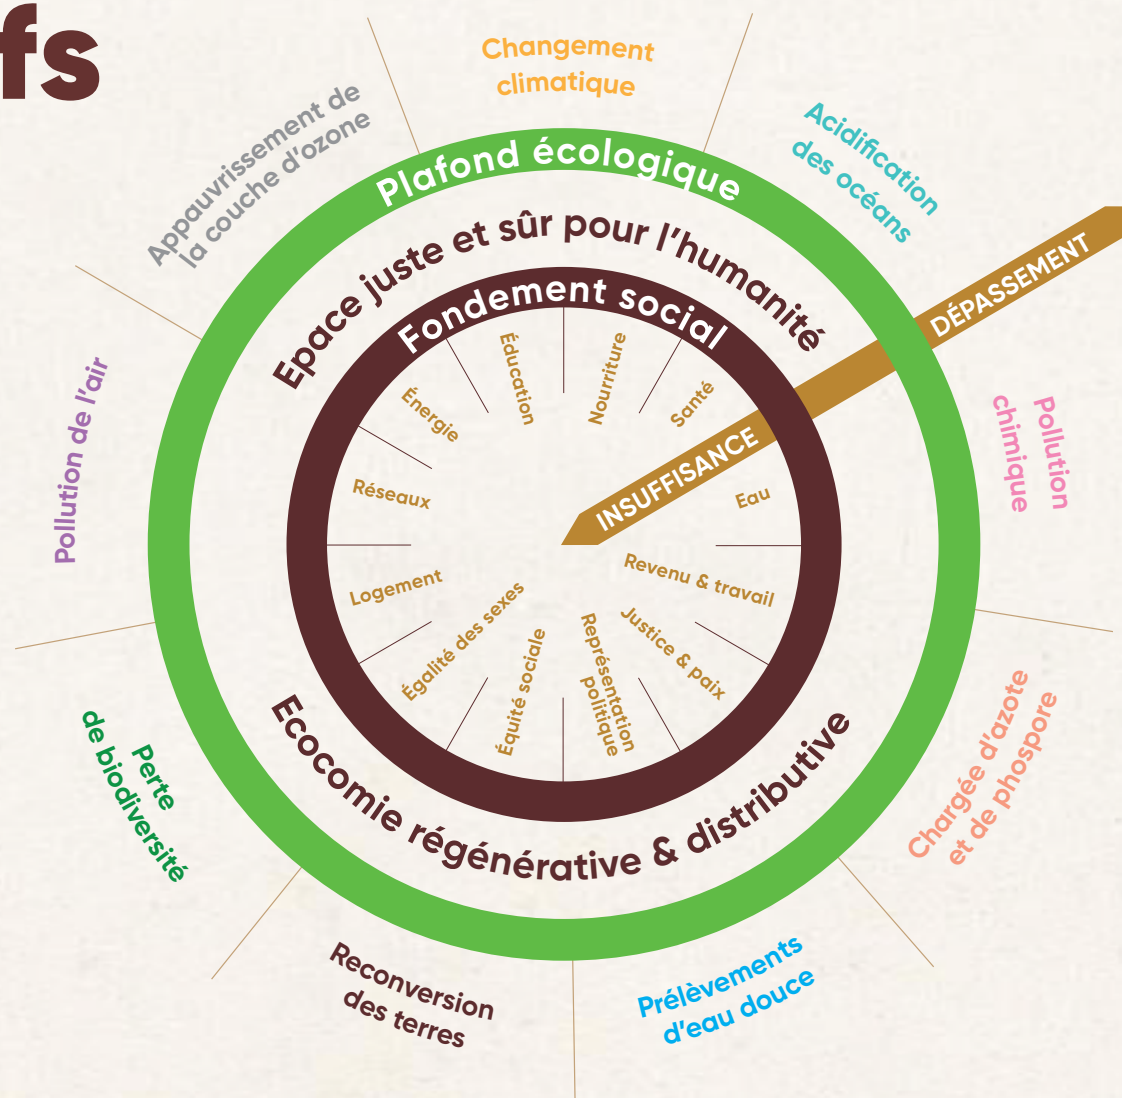 fs
Changement
climatique
Acidification
des océans
Pollution
chimique
Chargée d'azote
et de phospore
Prélèvements
d'eau douce
Reconversion
des terres
Perte
de biodiversité
Pollution de l'air
Appauvrissement de
la couche d'ozone
Plafond écologique
Epace juste et sûr pour l'humanité
Fondement social
DÉPASSEMENT
INSUFFISANCE
Nourriture
Santé
Eau
Revenu & travail
Justice & paix
Représentation
politique
Équité sociale
Égalité des sexes
Logement
Réseaux
Énergie
Éducation
Ecocomie régénérative & distributive